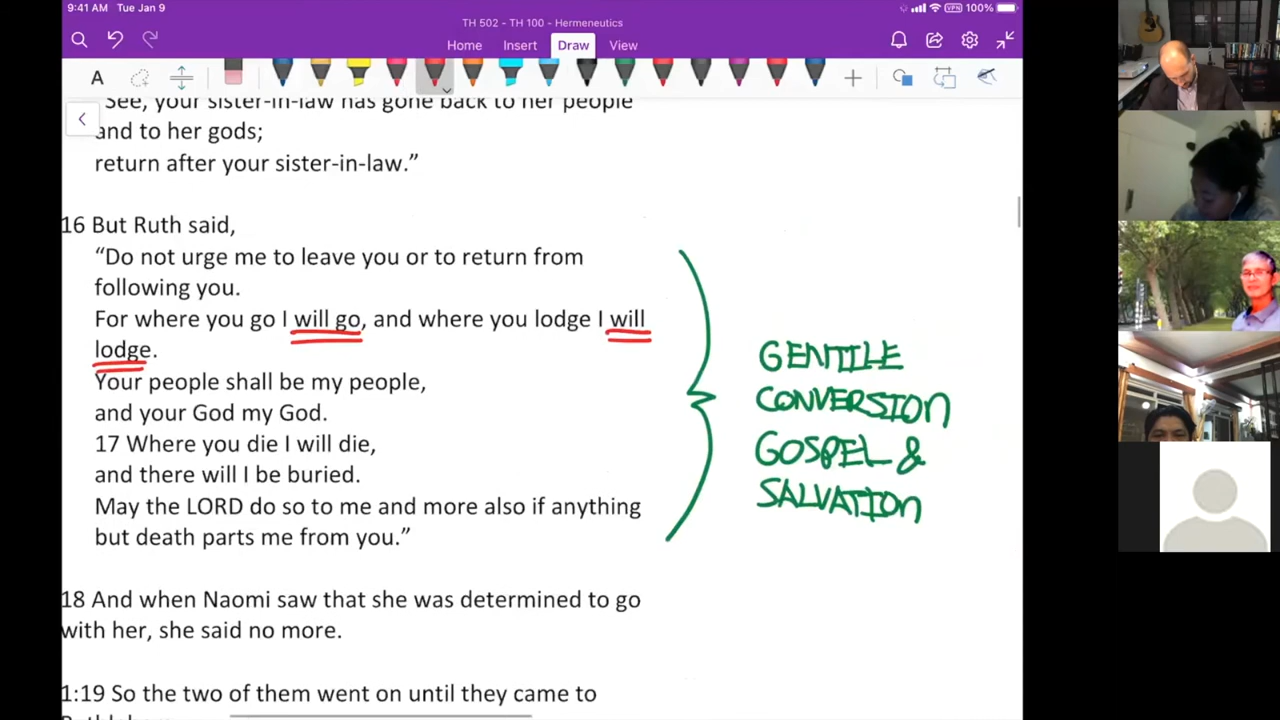 9:41 AM Tue Jan 9
VPN 100%
TH 502 - TH 100 - Hermeneutics
Home Insert Draw View
A
See, your sister-in-law has gone back to her people
and to her gods;
return after your sister-in-law.”
16 But Ruth said,
“Do not urge me to leave you or to return from
following you.
For where you go I will go, and where you lodge I will
lodge.
Your people shall be my people,
and your God my God.
17 Where you die I will die,
and there will I be buried.
May the LORD do so to me and more also if anything
but death parts me from you.”
GENTILE
CONVERSION
GOSPEL &
SALVATION
18 And when Naomi saw that she was determined to go
with her, she said no more.
1:19 So the two of them went on until they came to